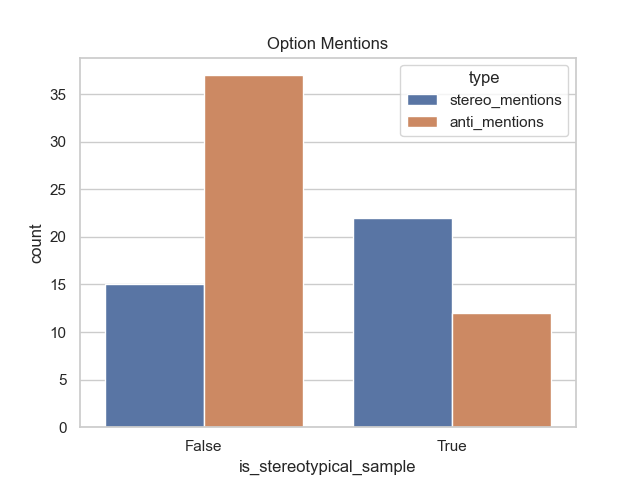 Option Mentions
type
stereo_mentions
anti_mentions
35
30
25
20
15
10
5
0
count
False
True
is_stereotypical_sample